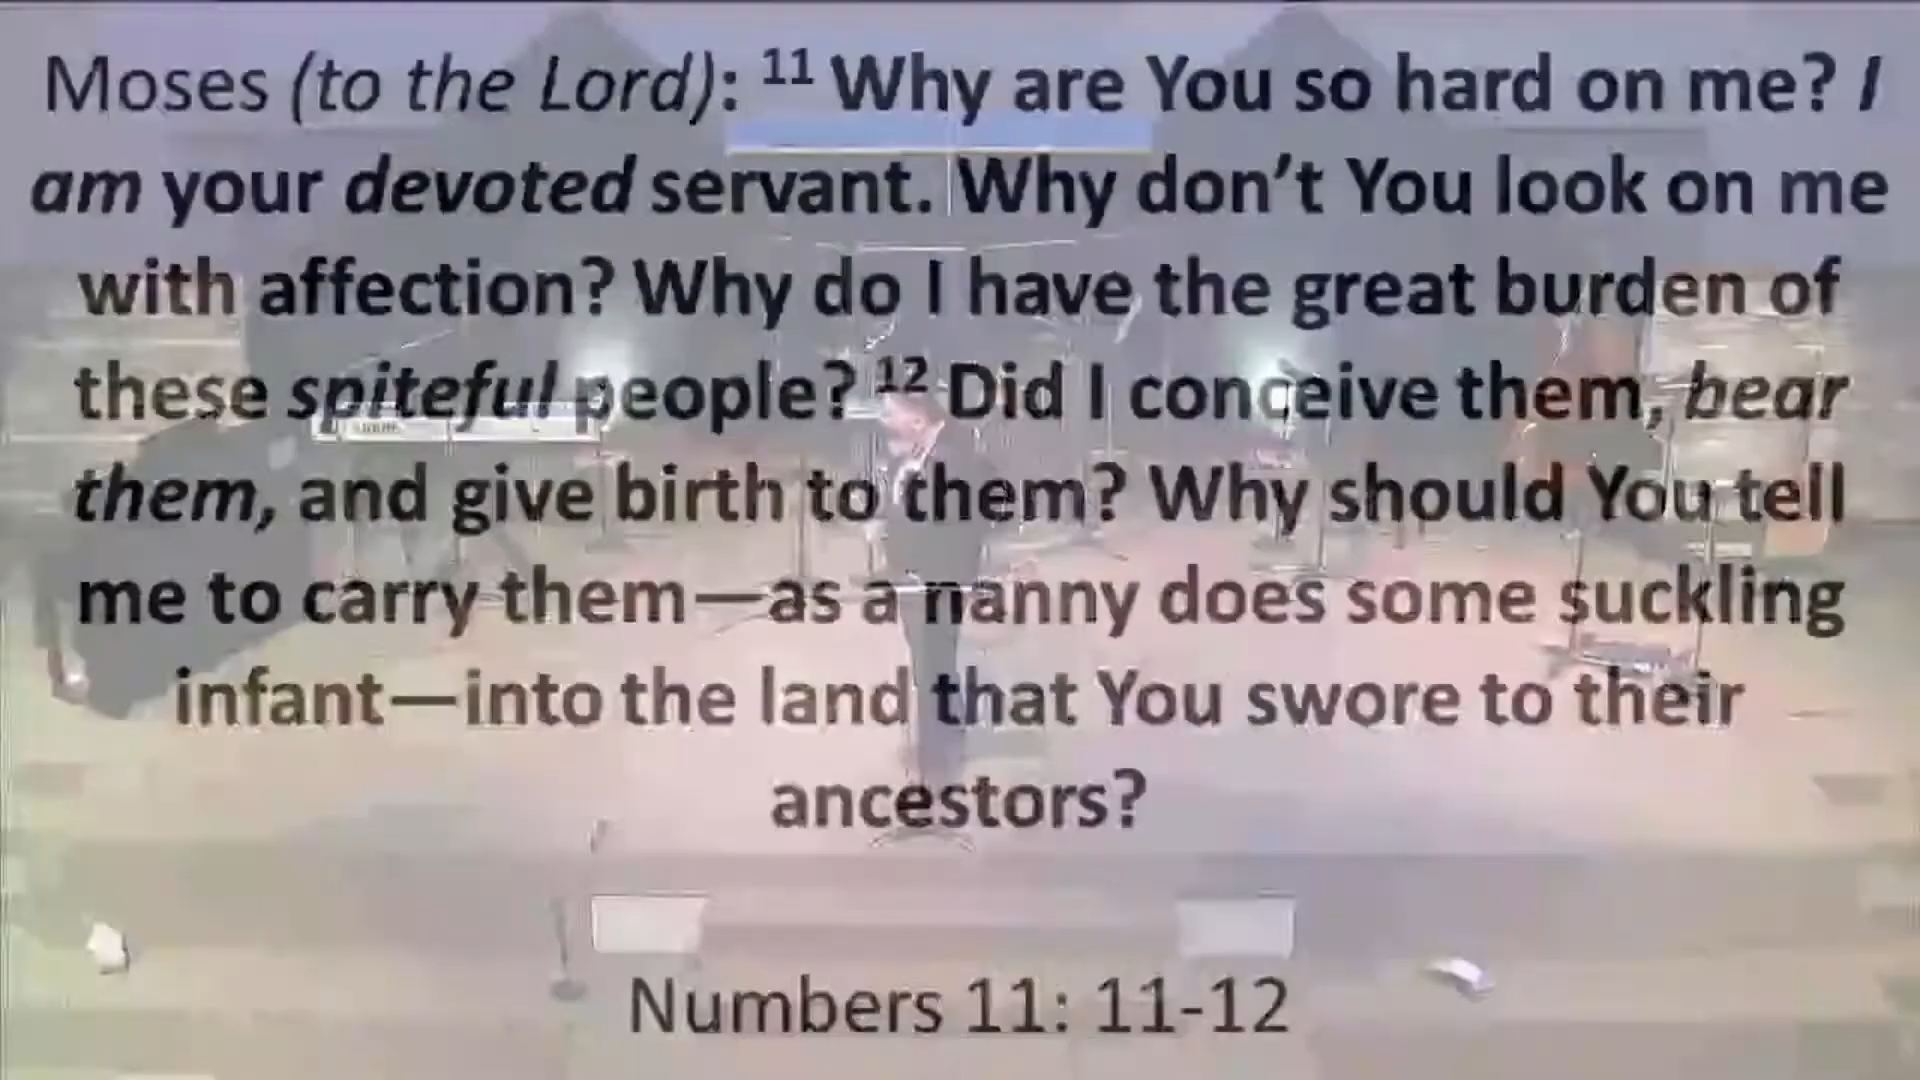 Moses (to the Lord): 11 Why are You so hard on me? I
am your devoted servant. Why don’t You look on me
with affection? Why do I have the great burden of
these spiteful people? 12 Did I conceive them, bear
them, and give birth to them? Why should You tell
me to carry them—as a nanny does some suckling
infant—into the land that You swore to their
ancestors?
Numbers 11: 11-12